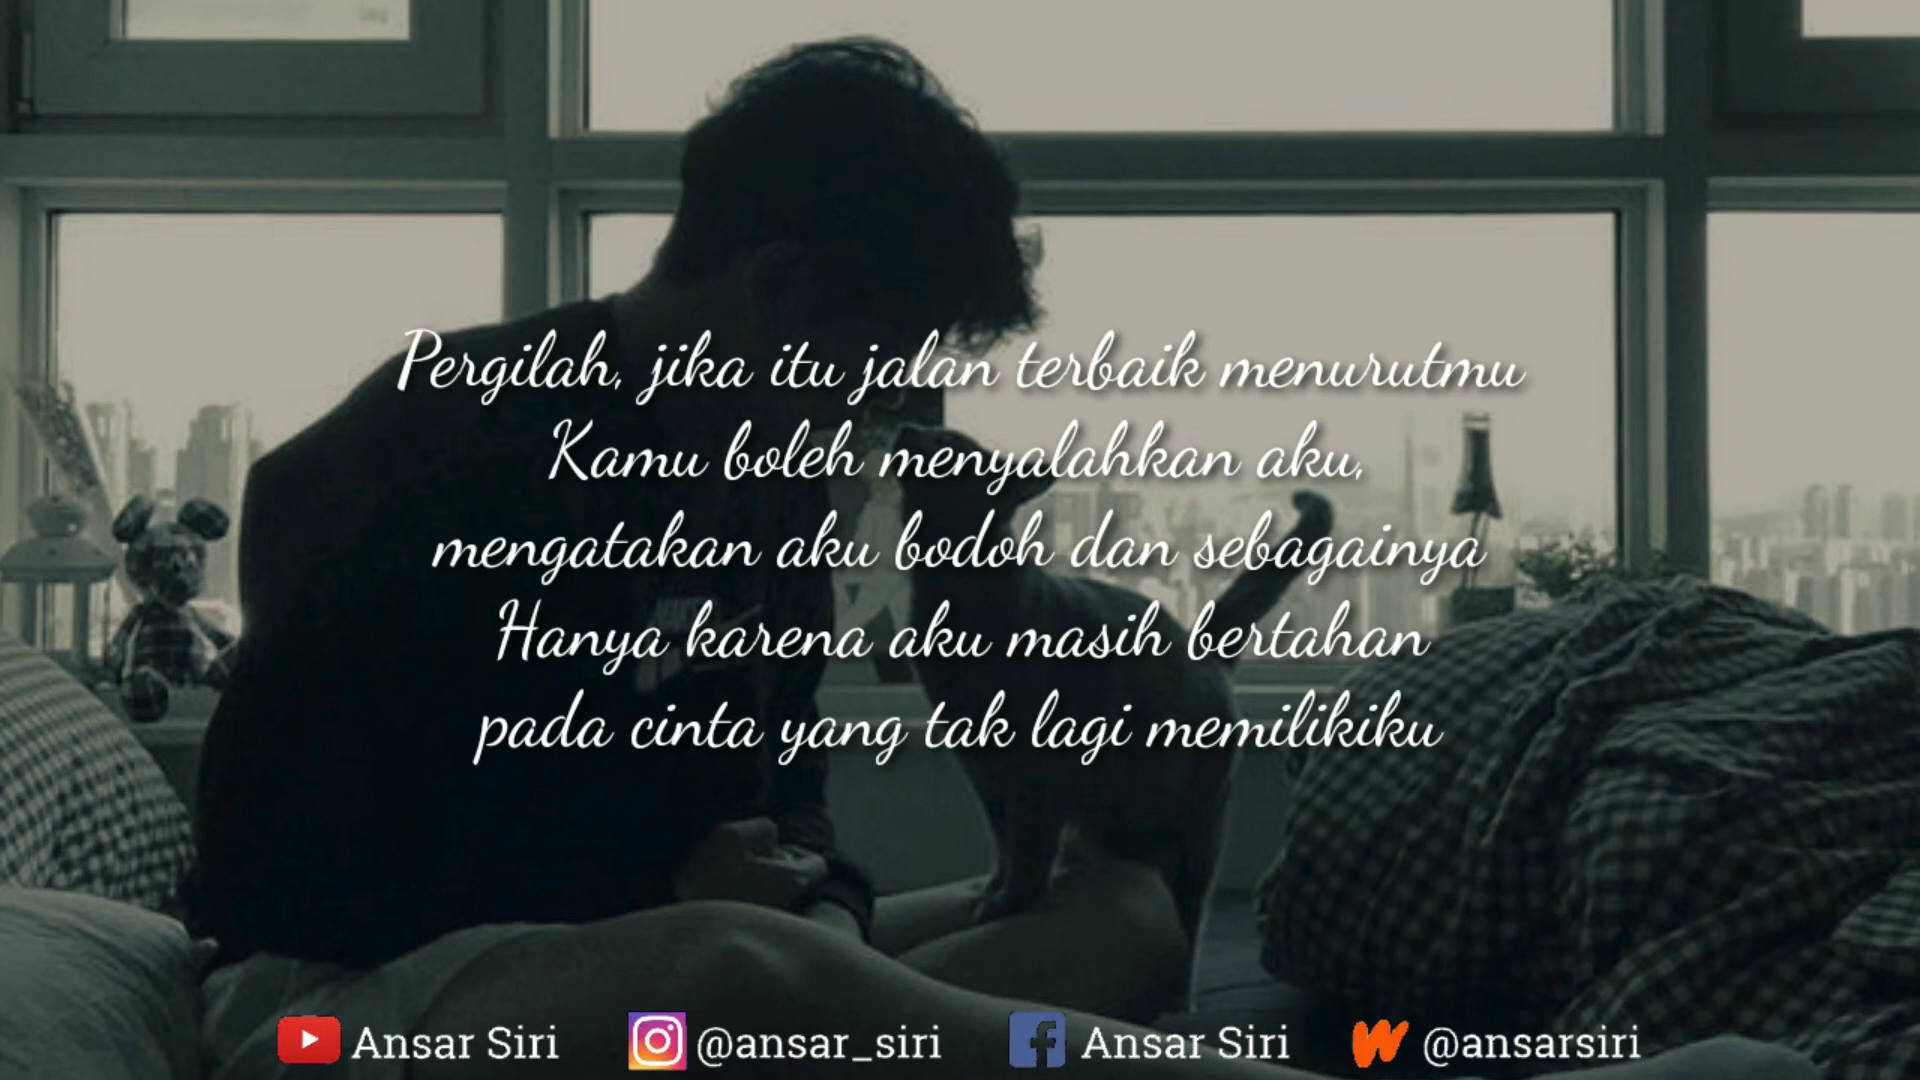 Pergilah, jika itu jalan terbaik menurutmu
Kamu boleh menyalahkan aku,
mengatakan aku bodoh dan sebagainya
Hanya karena aku masih bertahan
pada cinta yang tak lagi memilikiku
Ansar Siri @ansar_siri Ansar Siri @ansarsiri